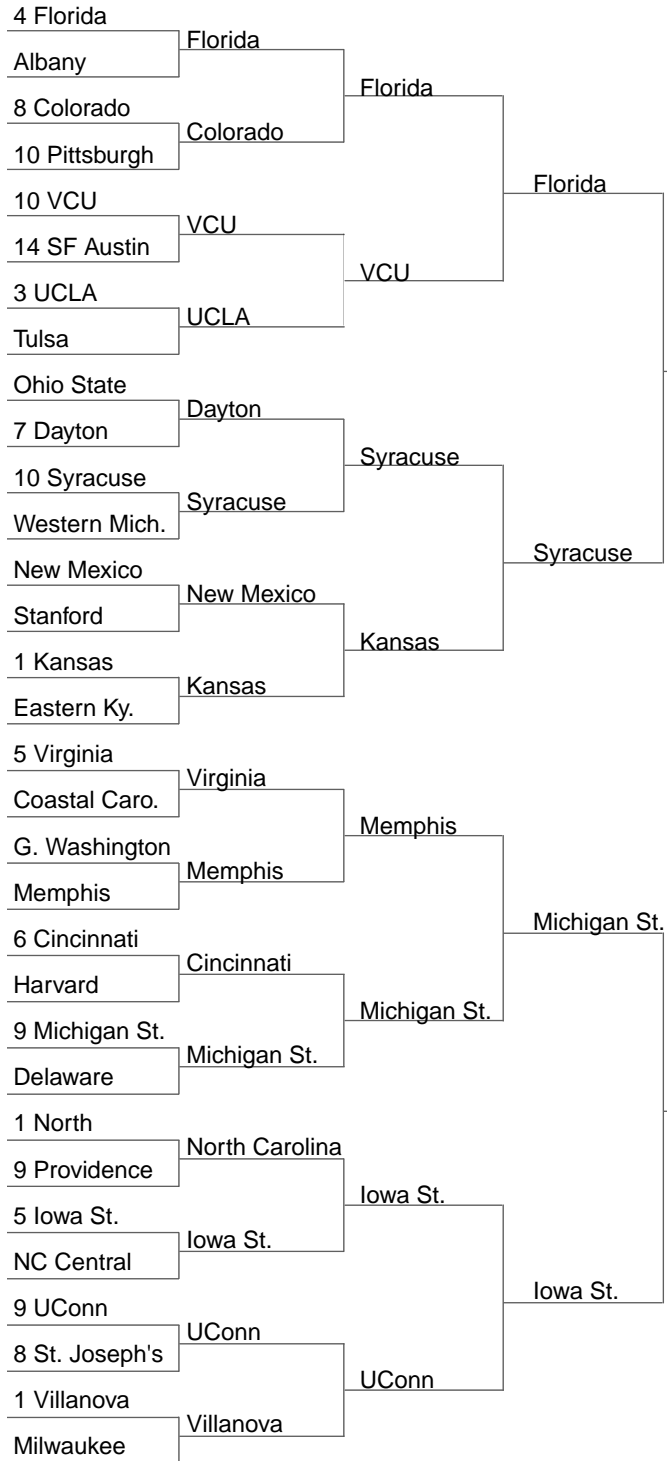 4 Florida
Florida
Albany
Florida
8 Colorado
Colorado
10 Pittsburgh
Florida
10 VCU
VCU
14 SF Austin
VCU
3 UCLA
UCLA
Tulsa
Ohio State
Dayton
7 Dayton
Syracuse
10 Syracuse
Syracuse
Western Mich.
Syracuse
New Mexico
New Mexico
Stanford
Kansas
1 Kansas
Kansas
Eastern Ky.
5 Virginia
Virginia
Coastal Caro.
Memphis
G. Washington
Memphis
Memphis
Michigan St.
6 Cincinnati
Cincinnati
Harvard
Michigan St.
9 Michigan St.
Michigan St.
Delaware
1 North
North Carolina
9 Providence
Iowa St.
5 Iowa St.
Iowa St.
NC Central
Iowa St.
9 UConn
UConn
8 St. Joseph's
UConn
1 Villanova
Villanova
Milwaukee